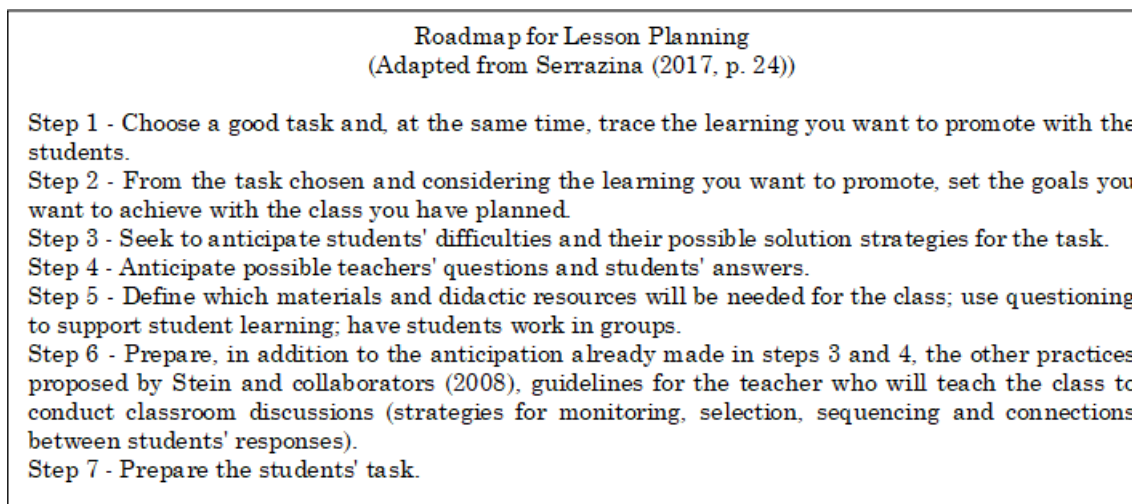 Roadmap for Lesson Planning
(Adapted from Serrazina (2017, p. 24))
Step 1 - Choose a good task and, at the same time, trace the learning you want to promote with the
students.
Step 2 - From the task chosen and considering the learning you want to promote, set the goals you
want to achieve with the class you have planned.
Step 3 - Seek to anticipate students' difficulties and their possible solution strategies for the task.
Step 4 - Anticipate possible teachers' questions and students' answers.
Step 5 - Define which materials and didactic resources will be needed for the class; use questioning
to support student learning; have students work in groups.
Step 6 - Prepare, in addition to the anticipation already made in steps 3 and 4, the other practices
proposed by Stein and collaborators (2008), guidelines for the teacher who will teach the class to
conduct classroom discussions (strategies for monitoring, selection, sequencing and connections
between students' responses).
Step 7 - Prepare the students' task.